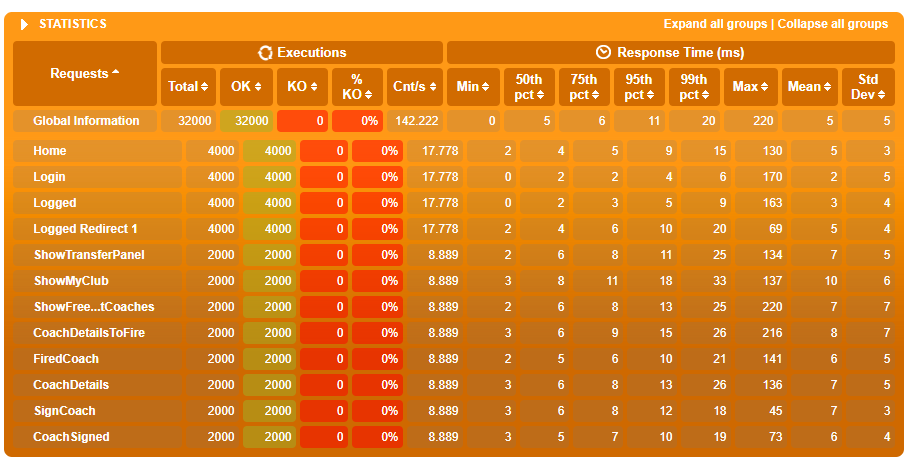 STATISTICS Expand all groups | Collapse all groups
Requests Executions Response Time (ms)
Total OK KO % KO Cnt/s Min 50th pct 75th pct 95th pct 99th pct Max Mean Std Dev
Global Information 32000 32000 0 0% 142.222 0 5 6 11 20 220 5 5
Home 4000 4000 0 0% 17.778 2 4 5 9 15 130 5 3
Login 4000 4000 0 0% 17.778 0 2 2 4 6 170 2 5
Logged 4000 4000 0 0% 17.778 0 2 3 5 9 163 3 4
Logged Redirect 1 4000 4000 0 0% 17.778 2 4 6 10 20 69 5 4
ShowTransferPanel 2000 2000 0 0% 8.889 2 6 8 11 25 134 7 5
ShowMyClub 2000 2000 0 0% 8.889 3 8 11 18 33 137 10 6
ShowFree...tCoaches 2000 2000 0 0% 8.889 2 6 8 13 25 220 7 7
CoachDetailsToFire 2000 2000 0 0% 8.889 3 6 9 15 26 216 8 7
FiredCoach 2000 2000 0 0% 8.889 2 5 6 10 21 141 6 5
CoachDetails 2000 2000 0 0% 8.889 3 6 8 13 26 136 7 5
SignCoach 2000 2000 0 0% 8.889 3 6 8 12 18 45 7 3
CoachSigned 2000 2000 0 0% 8.889 3 5 7 10 19 73 6 4